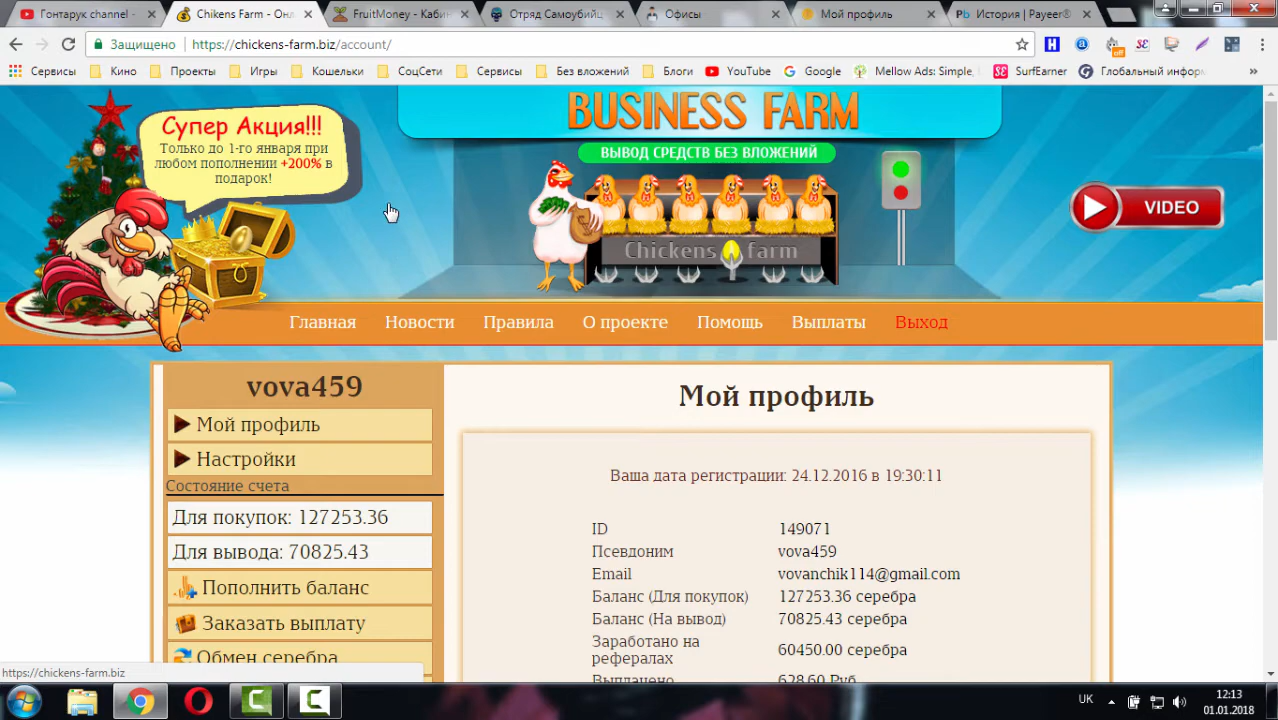 Гонтарук channel -
Chikens Farm - Онл
FruitMoney - Кабин
Отряд Самоубийц
Офисы
Мой профиль
История | Payeer®
Защищено
https://chickens-farm.biz/account/
Сервисы
Кино
Проекты
Игры
Кошельки
СоцСети
Сервисы
Без вложений
Блоги
YouTube
Google
Mellow Ads: Simple,
SurfEarner
Глобальный инфор
»
Супер Акция!!!
Только до 1-го января при
любом пополнении +200% в
подарок!
BUSINESS FARM
ВЫВОД СРЕДСТВ БЕЗ ВЛОЖЕНИЙ
Chickens farm
VIDEO
Главная
Новости
Правила
О проекте
Помощь
Выплаты
Выход
vova459
Мой профиль
Настройки
Состояние счета
Для покупок: 127253.36
Для вывода: 70825.43
Пополнить баланс
Заказать выплату
Обмен серебра
Мой профиль
Ваша дата регистрации: 24.12.2016 в 19:30:11
ID 149071
Псевдоним vova459
Email vovanchik114@gmail.com
Баланс (Для покупок) 127253.36 серебра
Баланс (На вывод) 70825.43 серебра
Заработано на
рефералах 60450.00 серебра
Выплачено 628.60 Руб
https://chickens-farm.biz
UK
12:13
01.01.2018